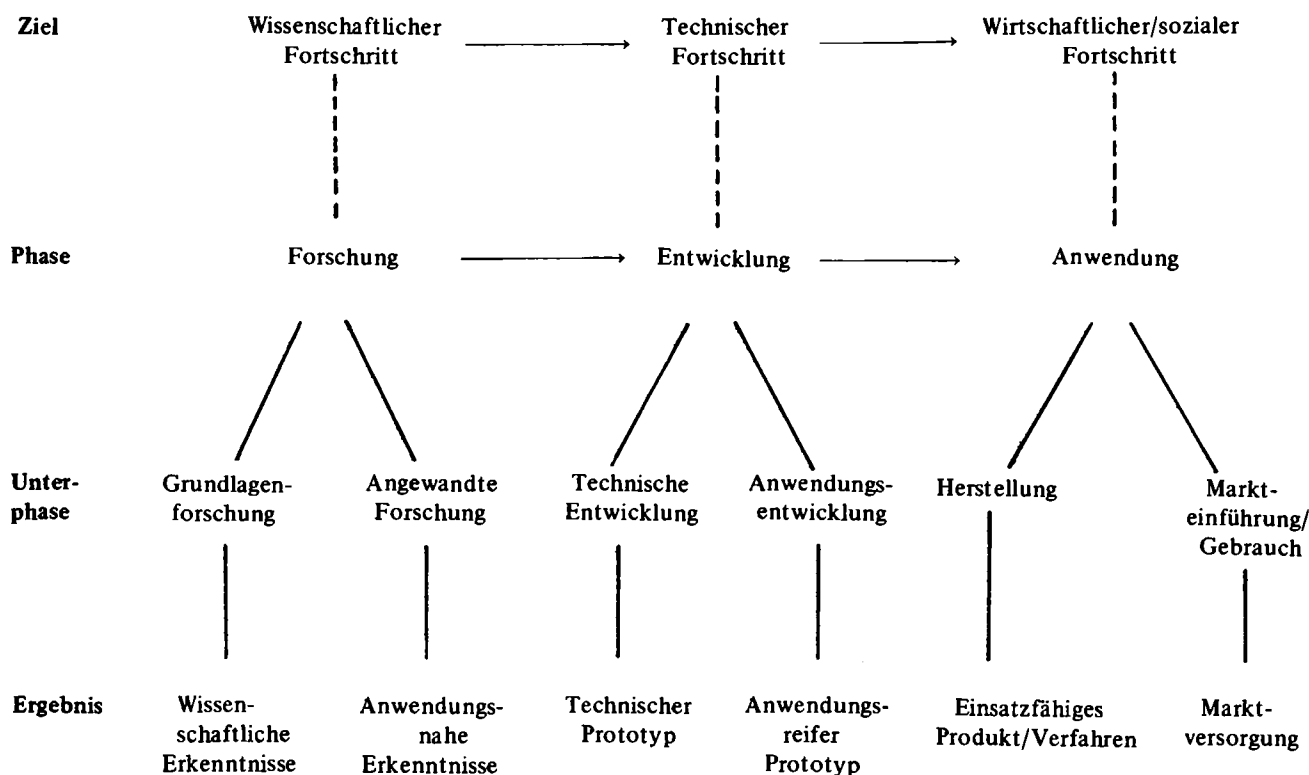 Ziel
Wissenschaftlicher
Fortschritt
Technischer
Fortschritt
Wirtschaftlicher/sozialer
Fortschritt
Phase
Forschung
Entwicklung
Anwendung
Unter-
phase
Grundlagen-
forschung
Angewandte
Forschung
Technische
Entwicklung
Anwendungs-
entwicklung
Herstellung
Markt-
einführung/
Gebrauch
Ergebnis
Wissen-
schaftliche
Erkenntnisse
Anwendungs-
nahe
Erkenntnisse
Technischer
Prototyp
Anwendungs-
reifer
Prototyp
Einsatzfähiges
Produkt/Verfahren
Markt-
versorgung